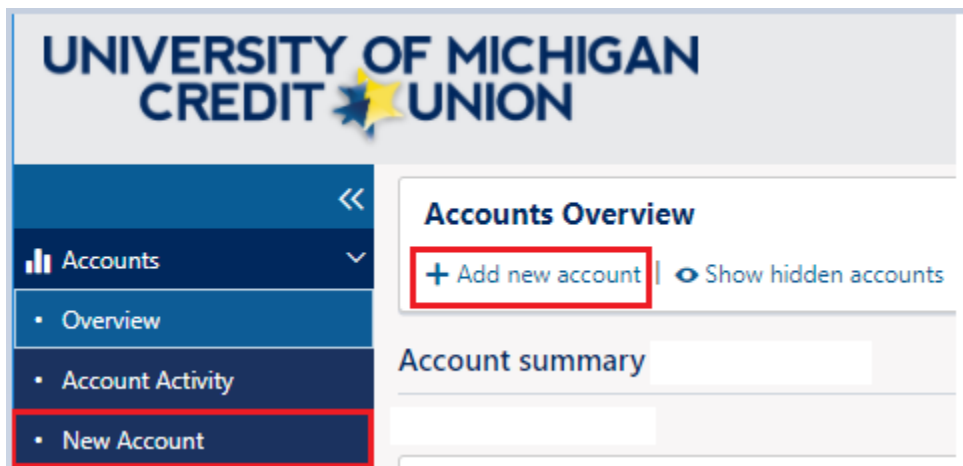 UNIVERSITY OF MICHIGAN
CREDIT UNION
Accounts
Overview
Account Activity
New Account
Accounts Overview
Add new account | Show hidden accounts
Account summary